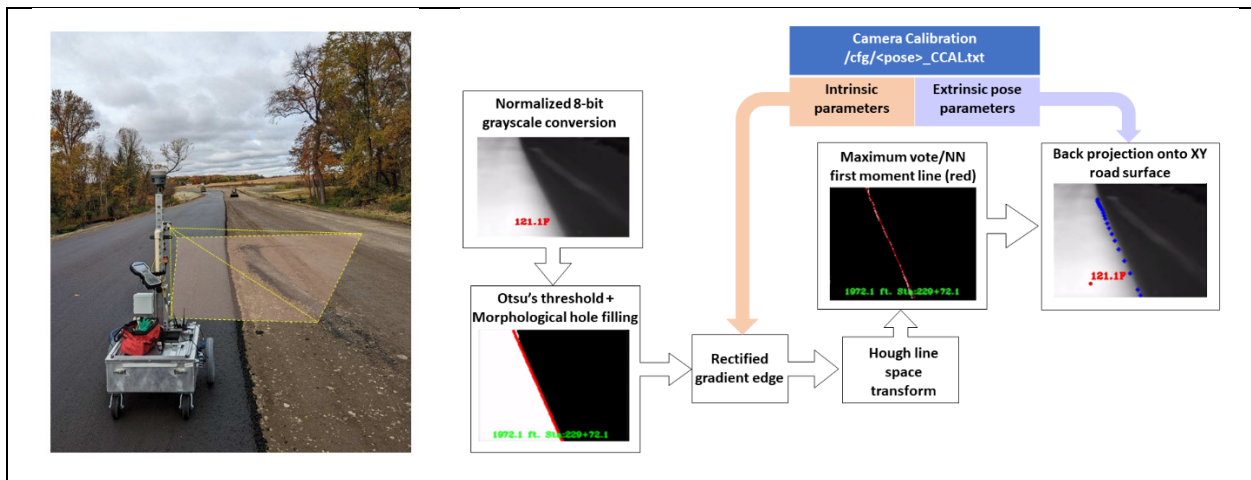 Camera Calibration
/cfg/<pose>_CCAL.txt
Intrinsic
parameters
Extrinsic pose
parameters
Normalized 8-bit
grayscale conversion
121.1F
Otsu's threshold +
Morphological hole filling
1972.1 ft. Sta:229+72.1
Rectified
gradient edge
Hough line
space
transform
Maximum vote/NN
first moment line (red)
1972.1 ft. Sta:229+72.1
Back projection onto XY
road surface
121.1F